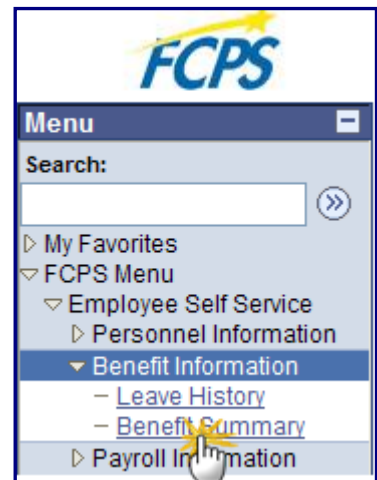 FCPS
Menu
Search:
My Favorites
FCPS Menu
Employee Self Service
Personnel Information
Benefit Information
Leave History
Benefit Summary
Payroll Information